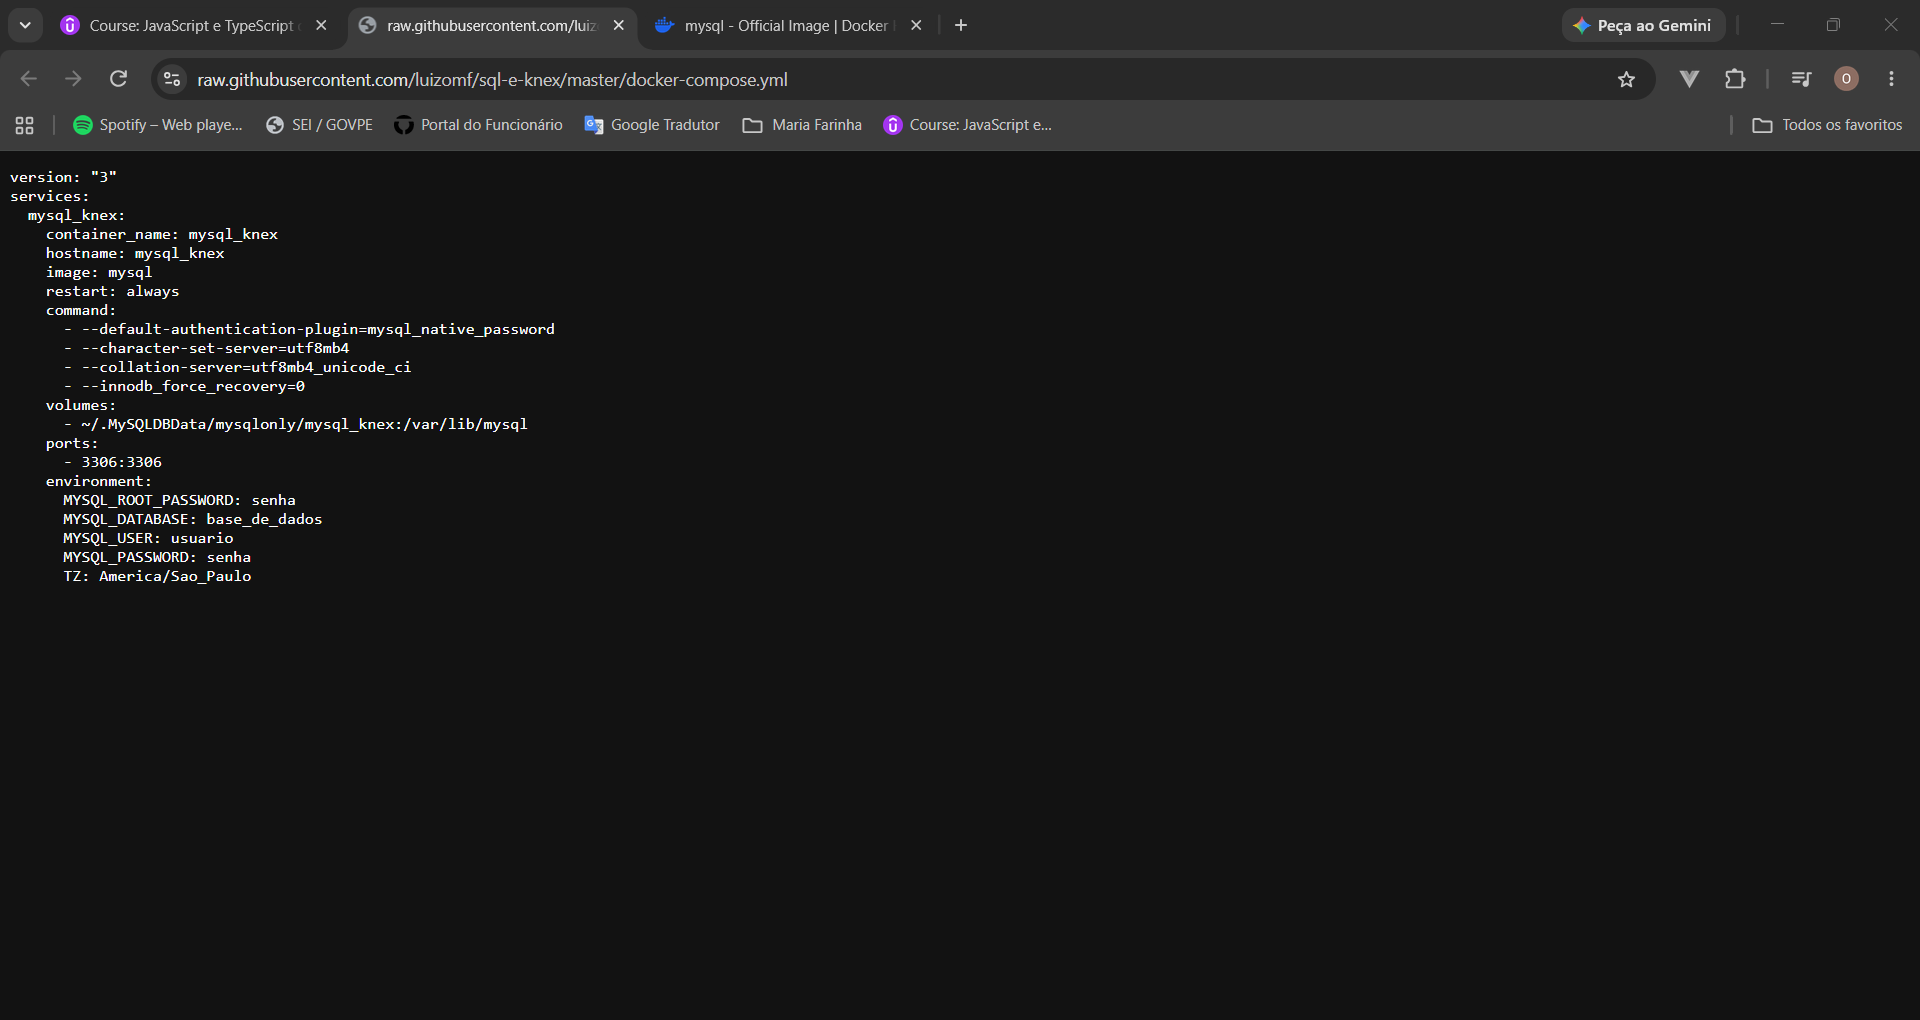 Course: JavaScript e TypeScript
raw.githubusercontent.com/luiz
mysql - Official Image | Docker
Peça ao Gemini
raw.githubusercontent.com/luizomf/sql-e-knex/master/docker-compose.yml
O
Spotify – Web playe...
SEI / GOVPE
Portal do Funcionário
Google Tradutor
Maria Farinha
Course: JavaScript e...
Todos os favoritos
version: "3"
services:
  mysql_knex:
    container_name: mysql_knex
    hostname: mysql_knex
    image: mysql
    restart: always
    command:
      - --default-authentication-plugin=mysql_native_password
      - --character-set-server=utf8mb4
      - --collation-server=utf8mb4_unicode_ci
      - --innodb_force_recovery=0
    volumes:
      - ~/.MySQLDBData/mysqlonly/mysql_knex:/var/lib/mysql
    ports:
      - 3306:3306
    environment:
      MYSQL_ROOT_PASSWORD: senha
      MYSQL_DATABASE: base_de_dados
      MYSQL_USER: usuario
      MYSQL_PASSWORD: senha
      TZ: America/Sao_Paulo